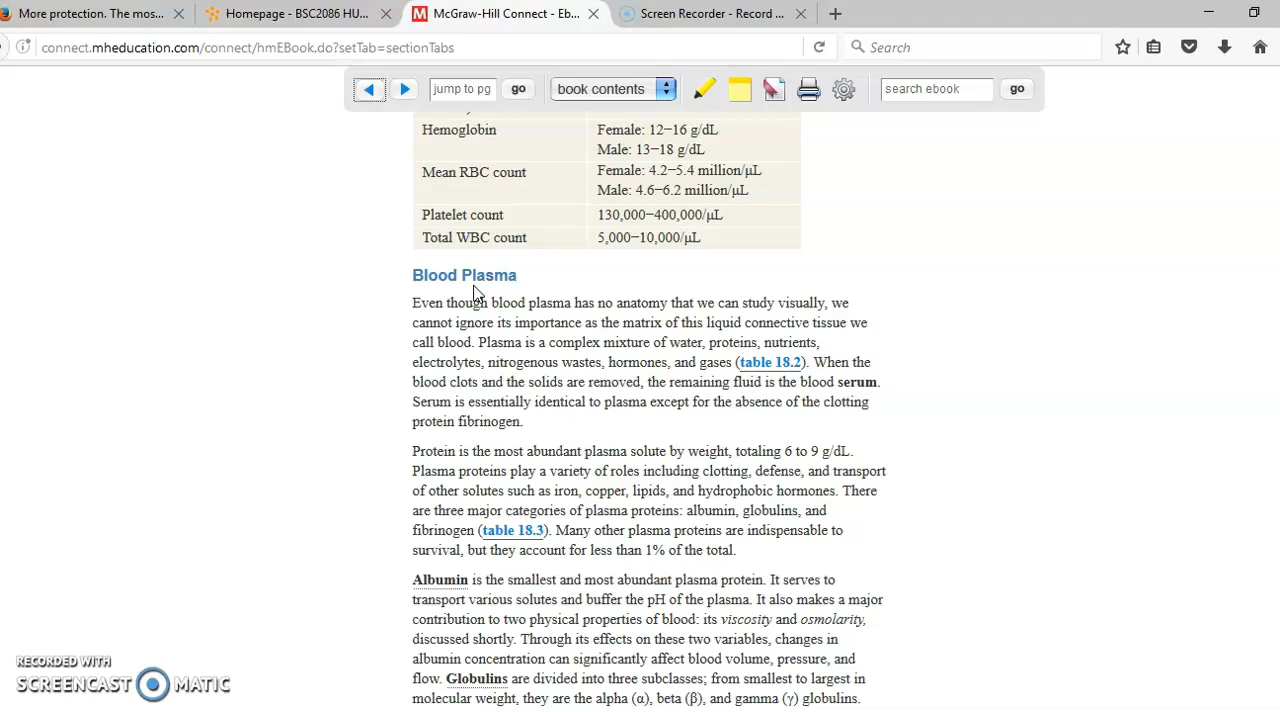 More protection. The mos...
Homepage - BSC2086 HU...
McGraw-Hill Connect - Eb...
Screen Recorder - Record ...
connect.mheducation.com/connect/hmEBook.do?setTab=sectionTabs
Search
jump to pg
go
book contents
search ebook
go
Hemoglobin
Female: 12–16 g/dL
Male: 13–18 g/dL
Mean RBC count
Female: 4.2–5.4 million/μL
Male: 4.6–6.2 million/μL
Platelet count
130,000–400,000/μL
Total WBC count
5,000–10,000/μL
Blood Plasma
Even though blood plasma has no anatomy that we can study visually, we
cannot ignore its importance as the matrix of this liquid connective tissue we
call blood. Plasma is a complex mixture of water, proteins, nutrients,
electrolytes, nitrogenous wastes, hormones, and gases (table 18.2). When the
blood clots and the solids are removed, the remaining fluid is the blood serum.
Serum is essentially identical to plasma except for the absence of the clotting
protein fibrinogen.
Protein is the most abundant plasma solute by weight, totaling 6 to 9 g/dL.
Plasma proteins play a variety of roles including clotting, defense, and transport
of other solutes such as iron, copper, lipids, and hydrophobic hormones. There
are three major categories of plasma proteins: albumin, globulins, and
fibrinogen (table 18.3). Many other plasma proteins are indispensable to
survival, but they account for less than 1% of the total.
Albumin is the smallest and most abundant plasma protein. It serves to
transport various solutes and buffer the pH of the plasma. It also makes a major
contribution to two physical properties of blood: its viscosity and osmolarity,
discussed shortly. Through its effects on these two variables, changes in
albumin concentration can significantly affect blood volume, pressure, and
flow. Globulins are divided into three subclasses; from smallest to largest in
molecular weight, they are the alpha (α), beta (β), and gamma (γ) globulins.
RECORDED WITH
SCREENCAST MATIC